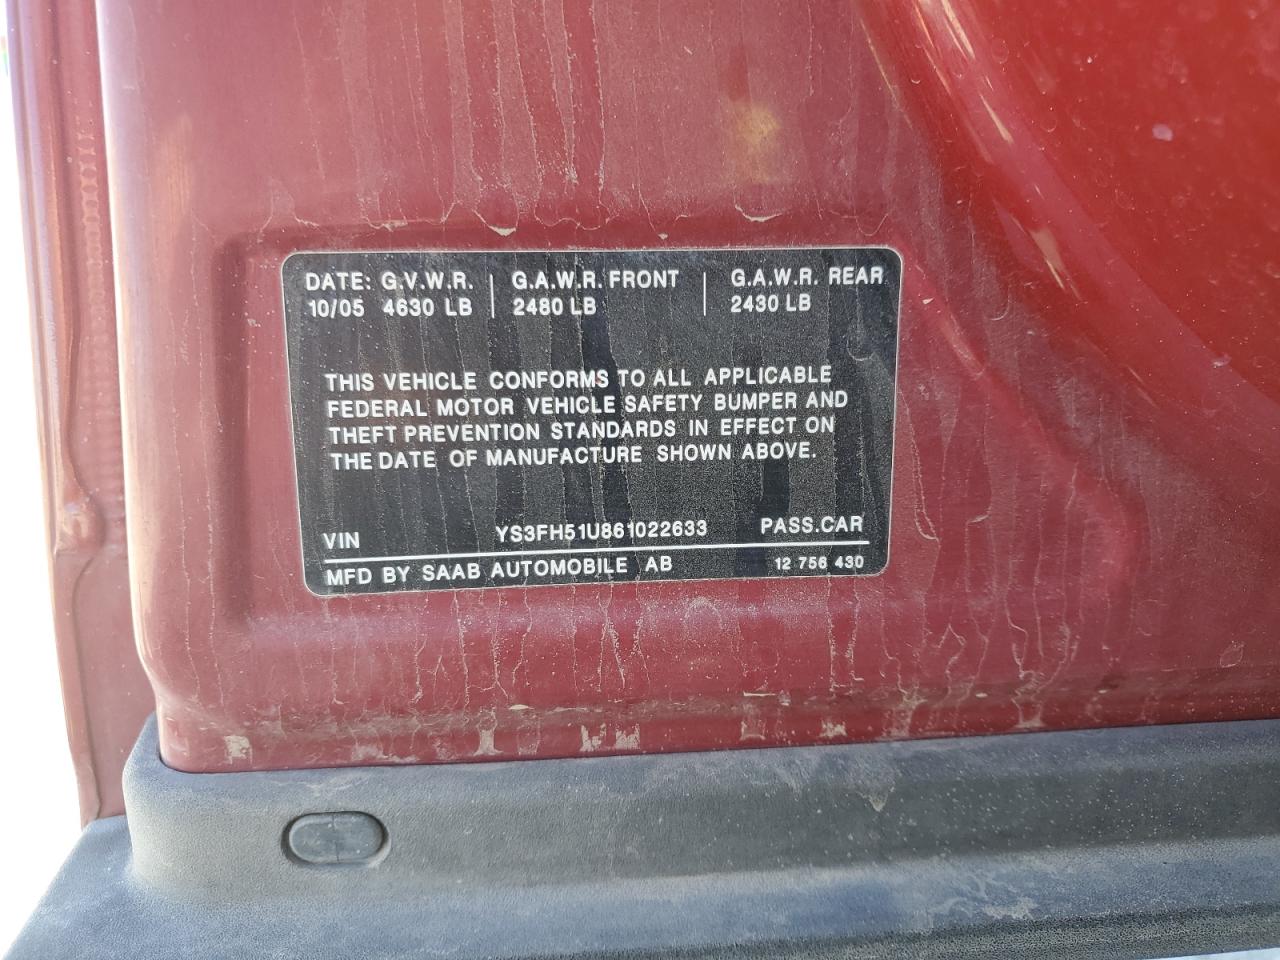 DATE: G.V.W.R. | G.A.W.R. FRONT | G.A.W.R. REAR
10/05 4630 LB | 2480 LB | 2430 LB
THIS VEHICLE CONFORMS TO ALL APPLICABLE
FEDERAL MOTOR VEHICLE SAFETY BUMPER AND
THEFT PREVENTION STANDARDS IN EFFECT ON
THE DATE OF MANUFACTURE SHOWN ABOVE.
VIN YS3FH51U861022633 PASS.CAR
MFD BY SAAB AUTOMOBILE AB 12 756 430